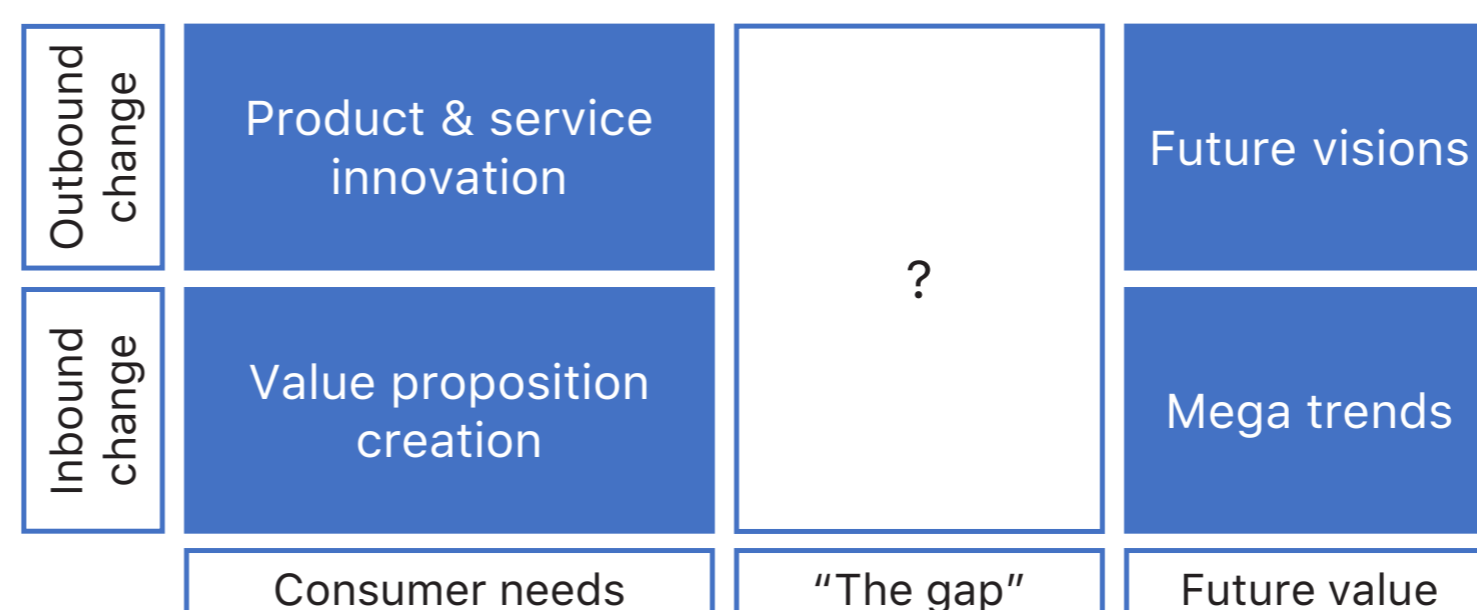 Outbound
change
Product & service
innovation
?
Future visions
Inbound
change
Value proposition
creation
Mega trends
Consumer needs
“The gap”
Future value